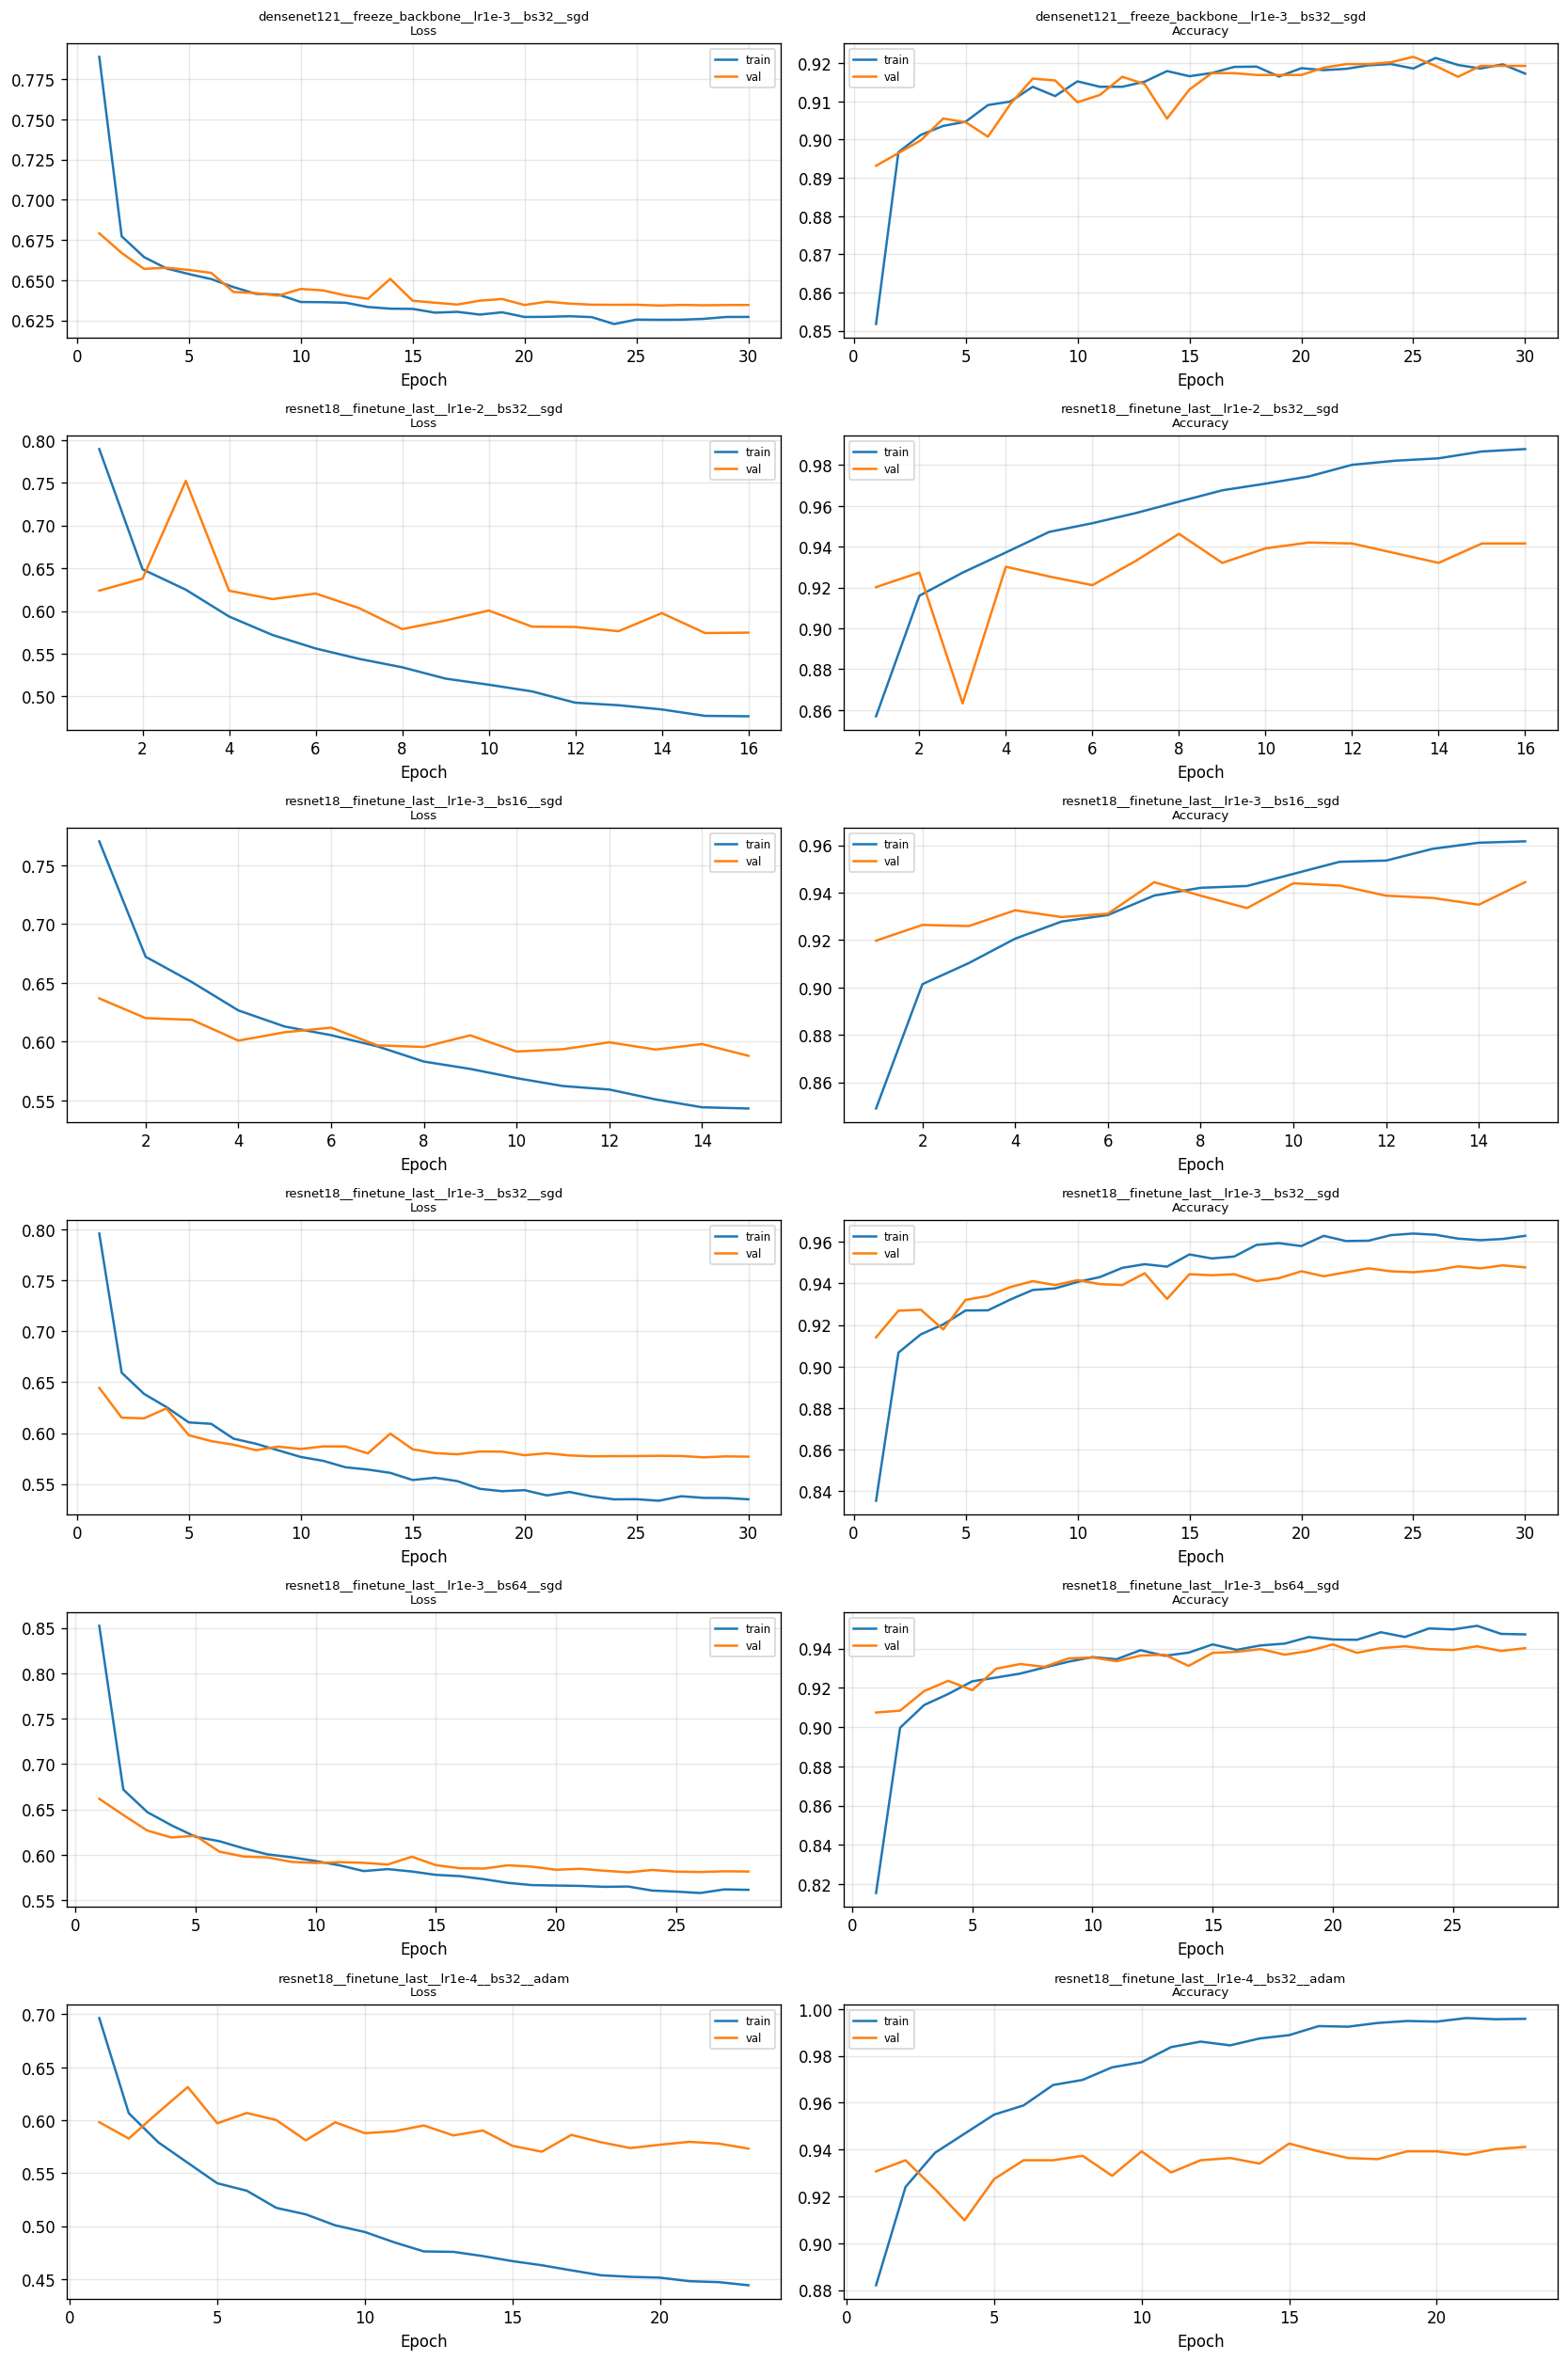 densenet121__freeze_backbone__lr1e-3__bs32__sgd
Loss
train
val
0.775
0.750
0.725
0.700
0.675
0.650
0.625
0 5 10 15 20 25 30
Epoch
densenet121__freeze_backbone__lr1e-3__bs32__sgd
Accuracy
train
val
0.92
0.91
0.90
0.89
0.88
0.87
0.86
0.85
0 5 10 15 20 25 30
Epoch
resnet18__finetune_last__lr1e-2__bs32__sgd
Loss
train
val
0.80
0.75
0.70
0.65
0.60
0.55
0.50
2 4 6 8 10 12 14 16
Epoch
resnet18__finetune_last__lr1e-2__bs32__sgd
Accuracy
train
val
0.98
0.96
0.94
0.92
0.90
0.88
0.86
2 4 6 8 10 12 14 16
Epoch
resnet18__finetune_last__lr1e-3__bs16__sgd
Loss
train
val
0.75
0.70
0.65
0.60
0.55
2 4 6 8 10 12 14
Epoch
resnet18__finetune_last__lr1e-3__bs16__sgd
Accuracy
train
val
0.96
0.94
0.92
0.90
0.88
0.86
2 4 6 8 10 12 14
Epoch
resnet18__finetune_last__lr1e-3__bs32__sgd
Loss
train
val
0.80
0.75
0.70
0.65
0.60
0.55
0 5 10 15 20 25 30
Epoch
resnet18__finetune_last__lr1e-3__bs32__sgd
Accuracy
train
val
0.96
0.94
0.92
0.90
0.88
0.86
0.84
0 5 10 15 20 25 30
Epoch
resnet18__finetune_last__lr1e-3__bs64__sgd
Loss
train
val
0.85
0.80
0.75
0.70
0.65
0.60
0.55
0 5 10 15 20 25
Epoch
resnet18__finetune_last__lr1e-3__bs64__sgd
Accuracy
train
val
0.94
0.92
0.90
0.88
0.86
0.84
0.82
0 5 10 15 20 25
Epoch
resnet18__finetune_last__lr1e-4__bs32__adam
Loss
train
val
0.70
0.65
0.60
0.55
0.50
0.45
0 5 10 15 20
Epoch
resnet18__finetune_last__lr1e-4__bs32__adam
Accuracy
train
val
1.00
0.98
0.96
0.94
0.92
0.90
0.88
0 5 10 15 20
Epoch